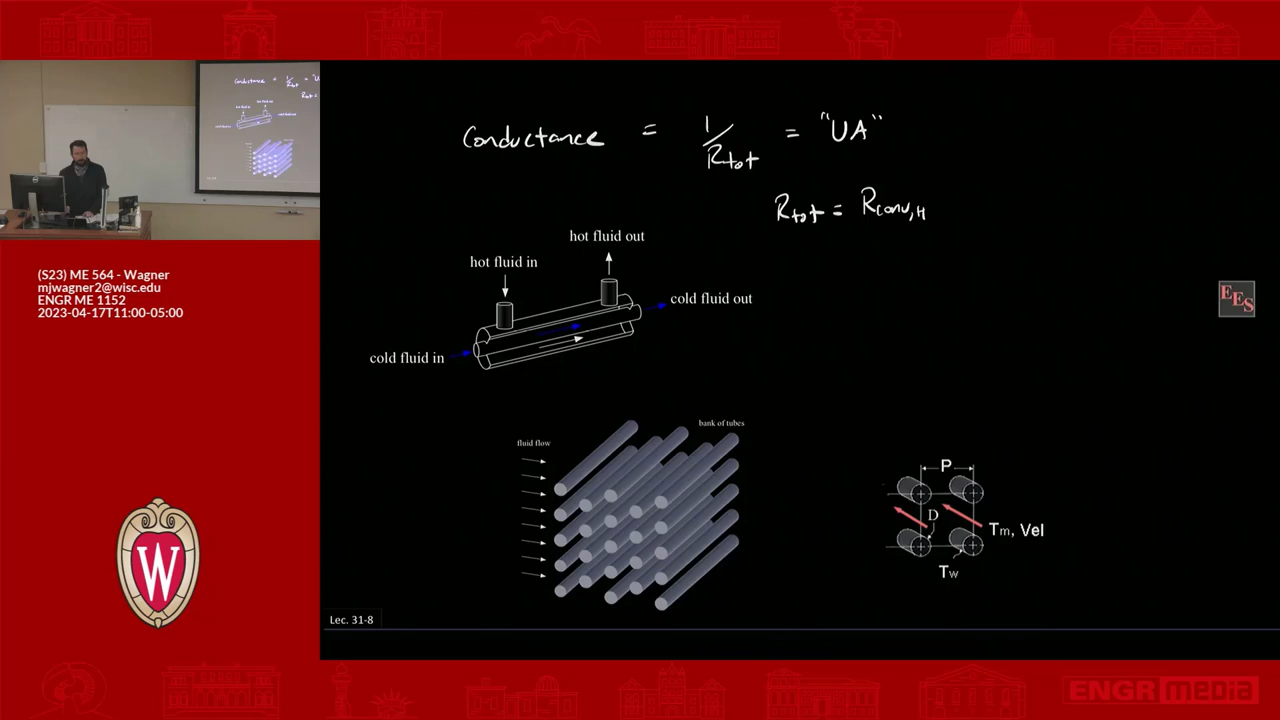 Conductance = 1/Rtot = "UA"
Rtot = Rconv,H
hot fluid out
hot fluid in
cold fluid out
cold fluid in
(S23) ME 564 - Wagner
mjwagner2@wisc.edu
ENGR ME 1152
2023-04-17T11:00-05:00
EES
bank of tubes
fluid flow
P
D
Tm, Vel
Tw
W
Lec. 31-8
ENGR media